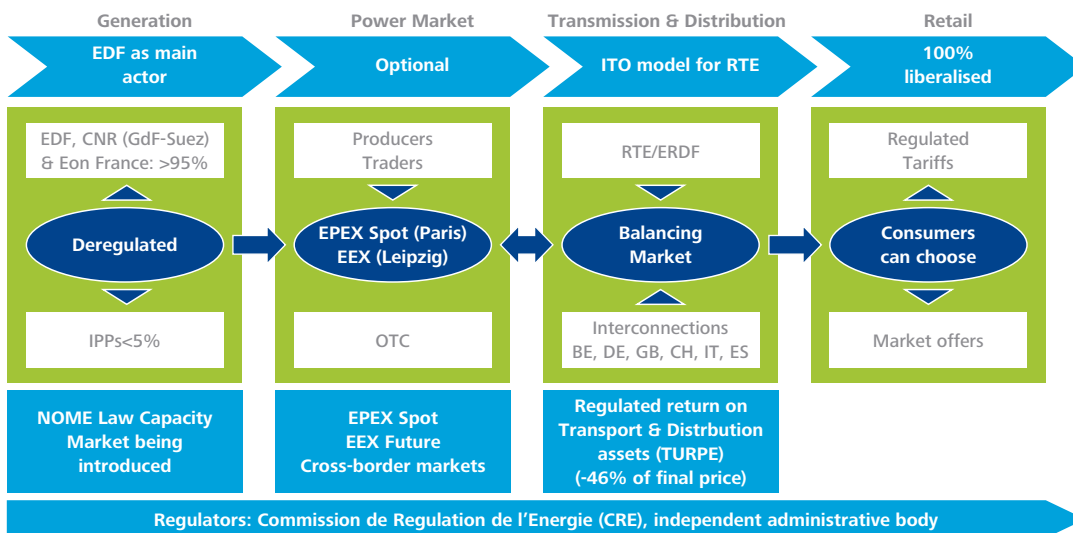 Generation
Power Market
Transmission & Distribution
Retail
EDF as main
actor
Optional
ITO model for RTE
100%
liberalised
EDF, CNR (GdF-Suez)
& Eon France: >95%
Producers
Traders
RTE/ERDF
Regulated
Tariffs
Deregulated
EPEX Spot (Paris)
EEX (Leipzig)
Balancing
Market
Consumers
can choose
IPPs<5%
OTC
Interconnections
BE, DE, GB, CH, IT, ES
Market offers
NOME Law Capacity
Market being
introduced
EPEX Spot
EEX Future
Cross-border markets
Regulated return on
Transport & Distrbution
assets (TURPE)
(-46% of final price)
Regulators: Commission de Regulation de l’Energie (CRE), independent administrative body